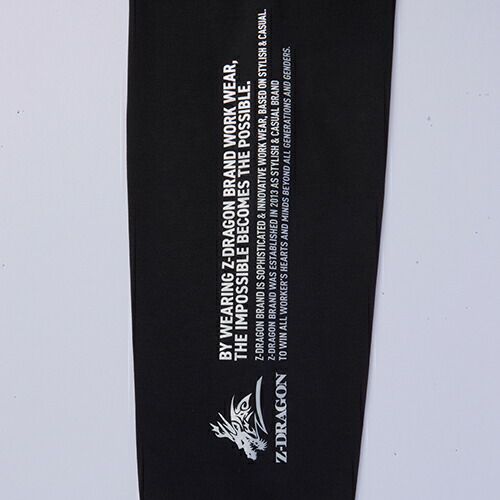 BY WEARING Z-DRAGON BRAND WORK WEAR,
THE IMPOSSIBLE BECOMES THE POSSIBLE.
Z-DRAGON BRAND IS SOPHISTICATED & INNOVATIVE WORK WEAR, BASED ON STYLISH & CASUAL.
Z-DRAGON BRAND WAS ESTABLISHED IN 2013 AS STYLISH & CASUAL BRAND
TO WIN ALL WORKER'S HEARTS AND MINDS BEYOND ALL GENERATIONS AND GENDERS.
Z-DRAGON